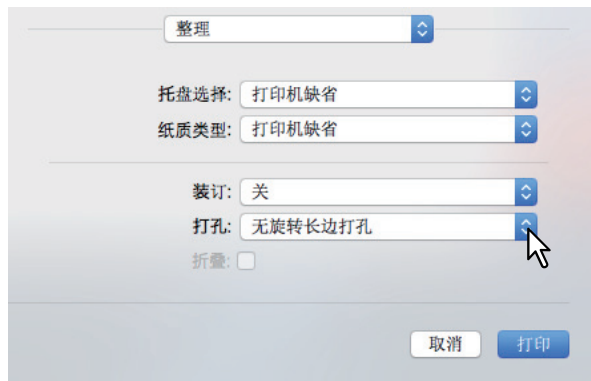 整理
托盘选择: 打印机缺省
纸质类型: 打印机缺省
装订: 关
打孔: 无旋转长边打孔
折叠:
取消 打印